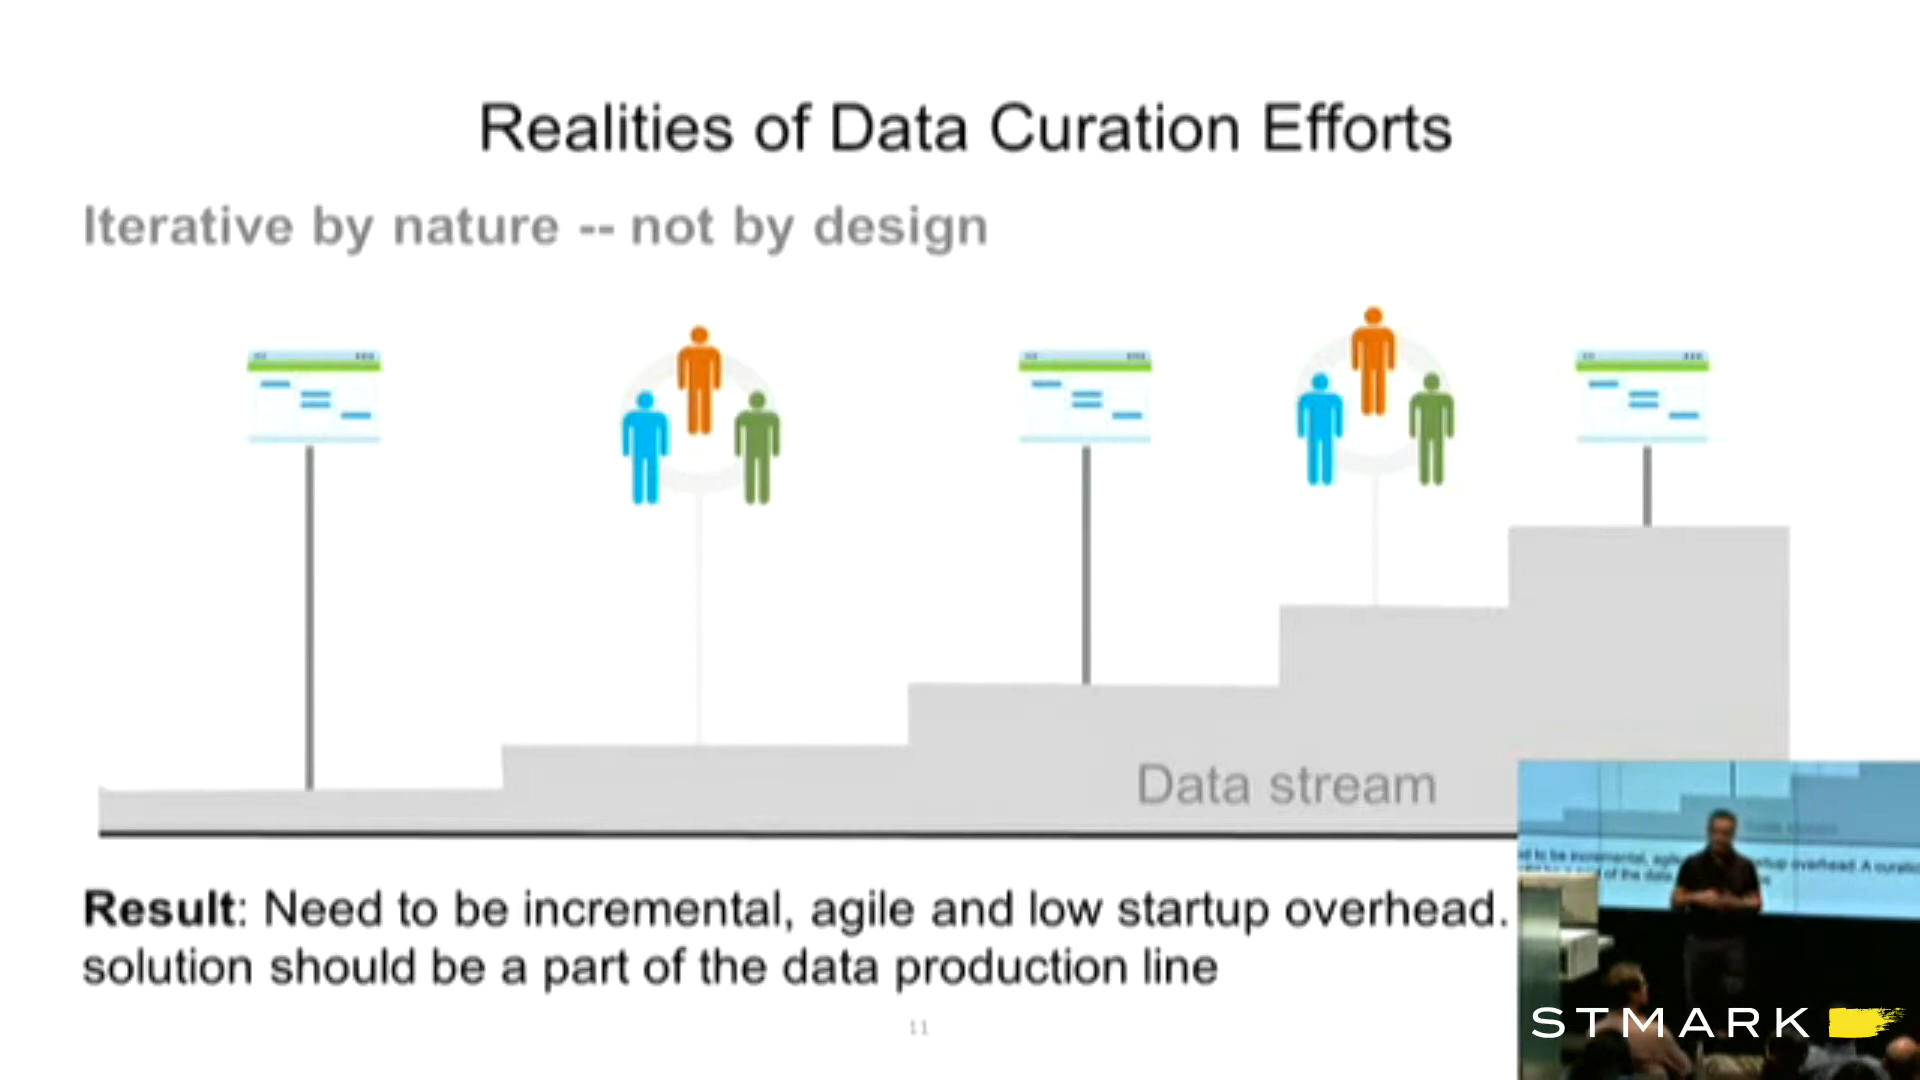 Realities of Data Curation Efforts
Iterative by nature -- not by design
Data stream
Result: Need to be incremental, agile and low startup overhead.
solution should be a part of the data production line
11
STMARK